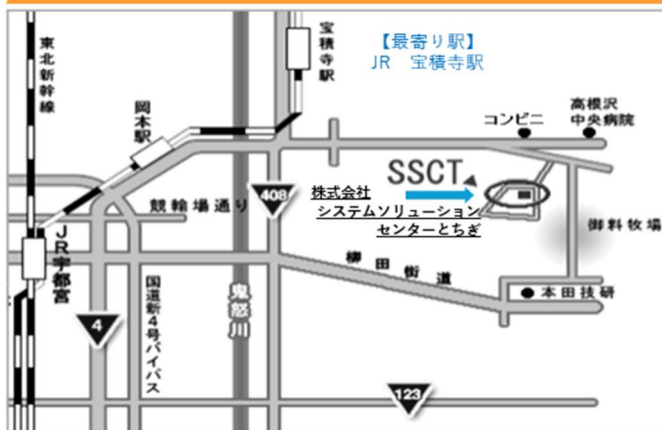 東北新幹線
宝積寺駅
【最寄り駅】
JR 宝積寺駅
岡本駅
コンビニ
高根沢
中央病院
SSCT
408
株式会社
システムソリューション
センターとちぎ
競輪場通り
御料牧場
JR宇都宮
柳田街道
本田技研
国道新4号バイパス
鬼怒川
4
123